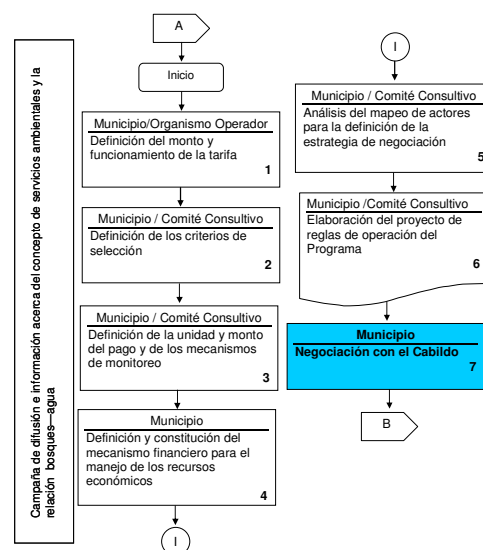 Campaña de difusión e información acerca del concepto de servicios ambientales y la
relación bosques—agua
A
Inicio
Municipio/Organismo Operador
Definición del monto y
funcionamiento de la tarifa
1
Municipio / Comité Consultivo
Definición de los criterios de
selección
2
Municipio / Comité Consultivo
Definición de la unidad y monto
del pago y de los mecanismos
de monitoreo
3
Municipio
Definición y constitución del
mecanismo financiero para el
manejo de los recursos
económicos
4
I
I
Municipio / Comité Consultivo
Análisis del mapeo de actores
para la definición de la
estrategia de negociación
5
Municipio /Comité Consultivo
Elaboración del proyecto de
reglas de operación del
Programa
6
Municipio
Negociación con el Cabildo
7
B